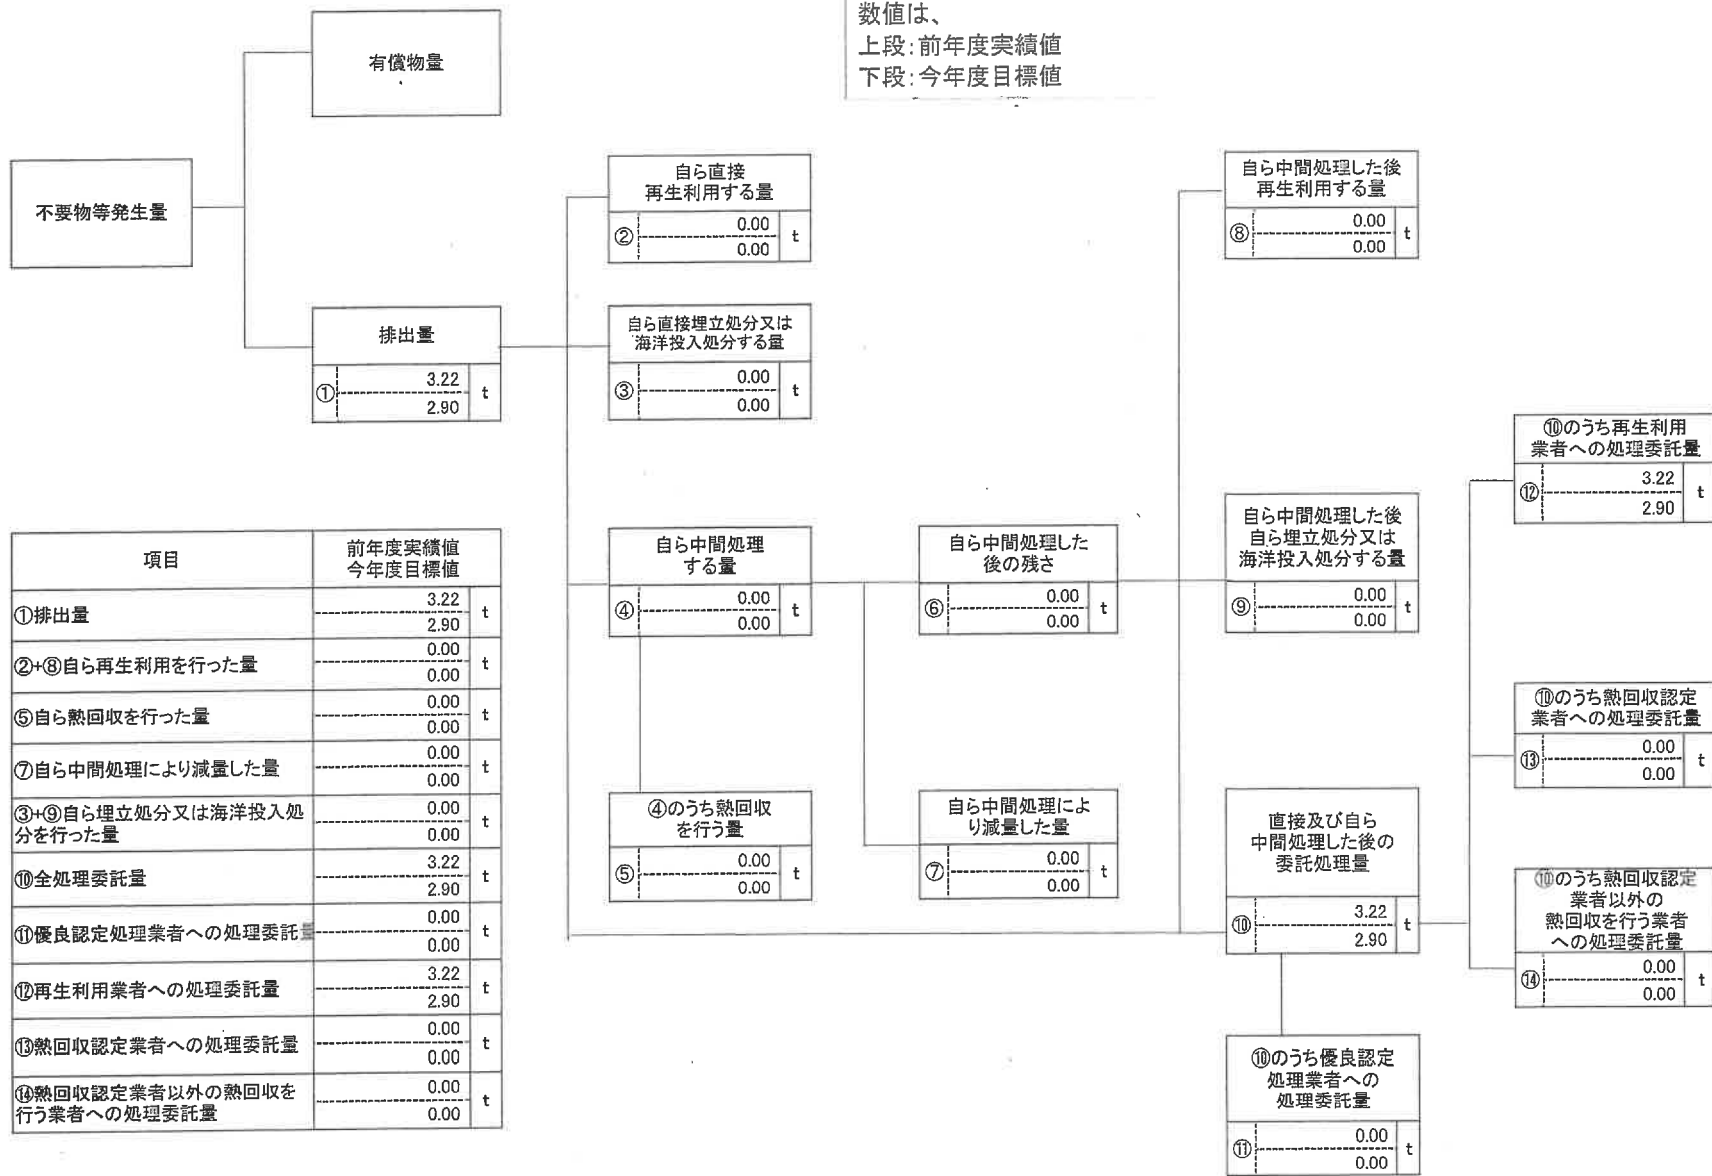 数値は、
上段:前年度実績値
下段:今年度目標値
有償物量
不要物等発生量
排出量
①
3.22
2.90
t
自ら直接
再生利用する量
②
0.00
0.00
t
自ら直接埋立処分又は
海洋投入処分する量
③
0.00
0.00
t
自ら中間処理
する量
④
0.00
0.00
t
④のうち熱回収
を行う量
⑤
0.00
0.00
t
自ら中間処理した
後の残さ
⑥
0.00
0.00
t
自ら中間処理によ
り減量した量
⑦
0.00
0.00
t
自ら中間処理した後
再生利用する量
⑧
0.00
0.00
t
自ら中間処理した後
自ら埋立処分又は
海洋投入処分する量
⑨
0.00
0.00
t
直接及び自ら
中間処理した後の
委託処理量
⑩
3.22
2.90
t
⑩のうち優良認定
処理業者への
処理委託量
⑪
0.00
0.00
t
⑩のうち再生利用
業者への処理委託量
⑫
3.22
2.90
t
⑩のうち熱回収認定
業者への処理委託量
⑬
0.00
0.00
t
⑩のうち熱回収認定
業者以外の
熱回収を行う業者
への処理委託量
⑭
0.00
0.00
t
項目
前年度実績値
今年度目標値
①排出量
3.22
2.90
t
②+⑧自ら再生利用を行った量
0.00
0.00
t
⑤自ら熱回収を行った量
0.00
0.00
t
⑦自ら中間処理により減量した量
0.00
0.00
t
③+⑨自ら埋立処分又は海洋投入処
分を行った量
0.00
0.00
t
⑩全処理委託量
3.22
2.90
t
⑪優良認定処理業者への処理委託量
0.00
0.00
t
⑫再生利用業者への処理委託量
3.22
2.90
t
⑬熱回収認定業者への処理委託量
0.00
0.00
t
⑭熱回収認定業者以外の熱回収を
行う業者への処理委託量
0.00
0.00
t